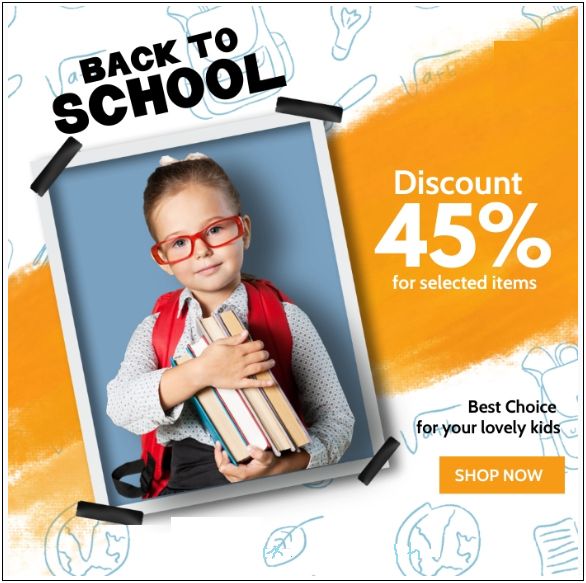 BACK TO
SCHOOL
Discount
45%
for selected items
Best Choice
for your lovely kids
SHOP NOW